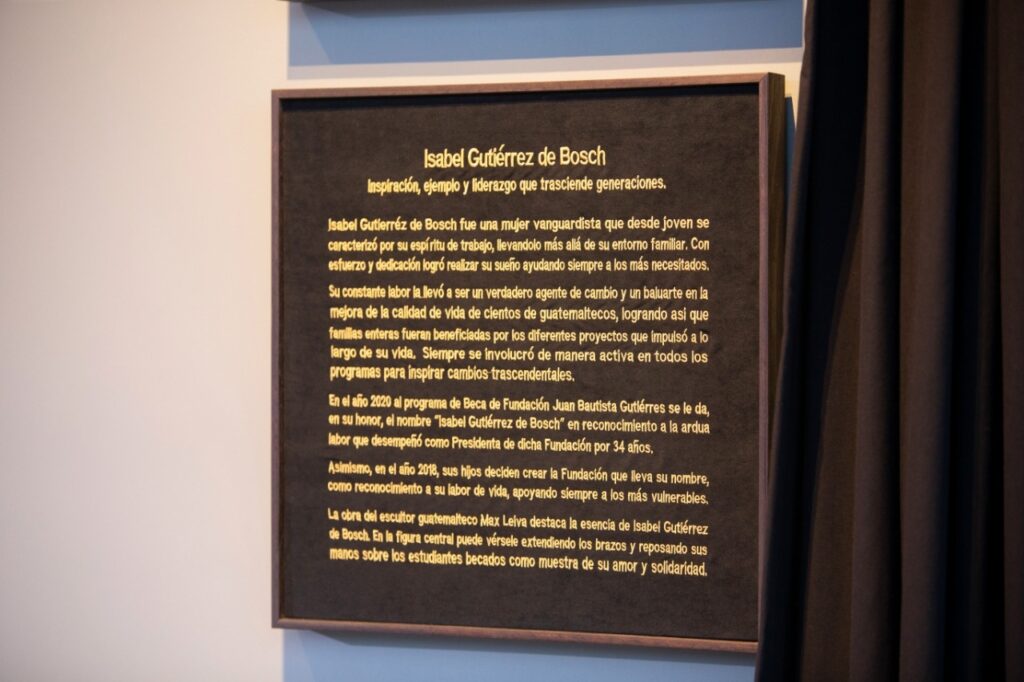 Isabel Gutiérrez de Bosch
Inspiración, ejemplo y liderazgo que trasciende generaciones.
Isabel Gutierréz de Bosch fue una mujer vanguardista que desde joven se
caracterizó por su espíritu de trabajo, llevandolo más allá de su entorno familiar. Con
esfuerzo y dedicación logró realizar su sueño ayudando siempre a los más necesitados.
Su constante labor la llevó a ser un verdadero agente de cambio y un baluarte en la
mejora de la calidad de vida de cientos de guatemaltecos, logrando asi que
familias enteras fueran beneficiadas por los diferentes proyectos que impulsó a lo
largo de su vida. Siempre se involucró de manera activa en todos los
programas para inspirar cambios trascendentales.
En el año 2020 al programa de Beca de Fundación Juan Bautista Gutiérres se le da,
en su honor, el nombre "Isabel Gutiérrez de Bosch" en reconocimiento a la ardua
labor que desempeñó como Presidenta de dicha Fundación por 34 años.
Asimismo, en el año 2018, sus hijos deciden crear la Fundación que lleva su nombre,
como reconocimiento a su labor de vida, apoyando siempre a los más vulnerables.
La obra del escultor guatemalteco Max Leiva destaca la esencia de Isabel Gutiérrez
de Bosch. En la figura central puede vérsele extendiendo los brazos y reposando sus
manos sobre los estudiantes becados como muestra de su amor y solidaridad.